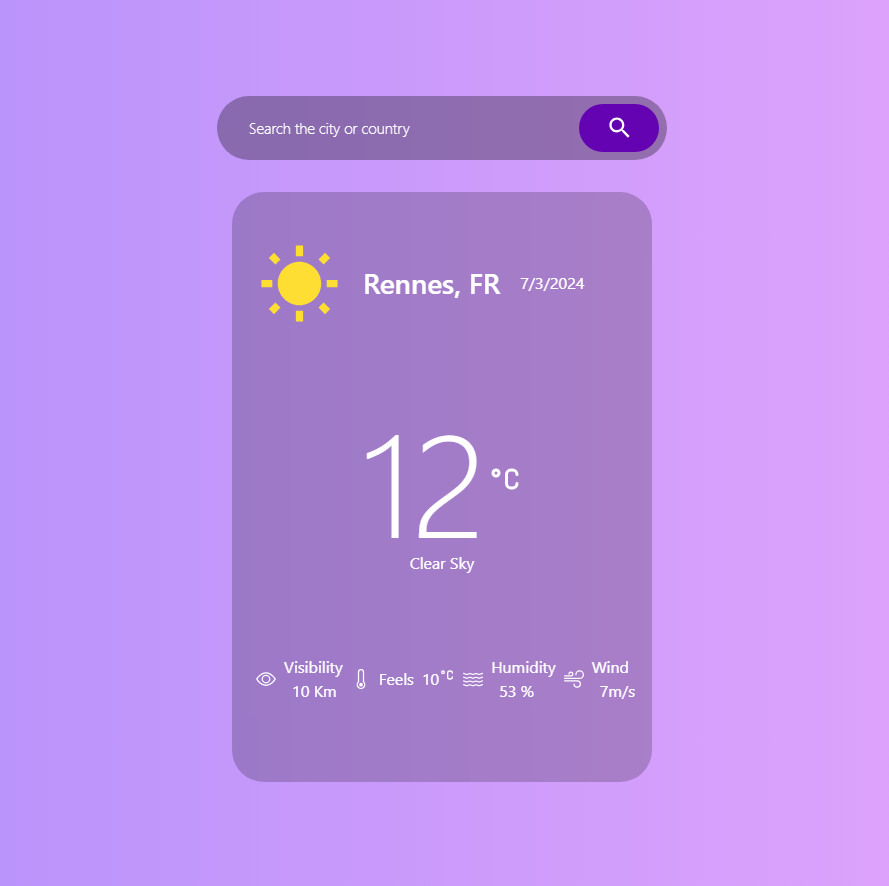 Search the city or country
Rennes, FR 7/3/2024
12 °C
Clear Sky
Visibility
10 Km
Feels 10°C
Humidity
53 %
Wind
7m/s